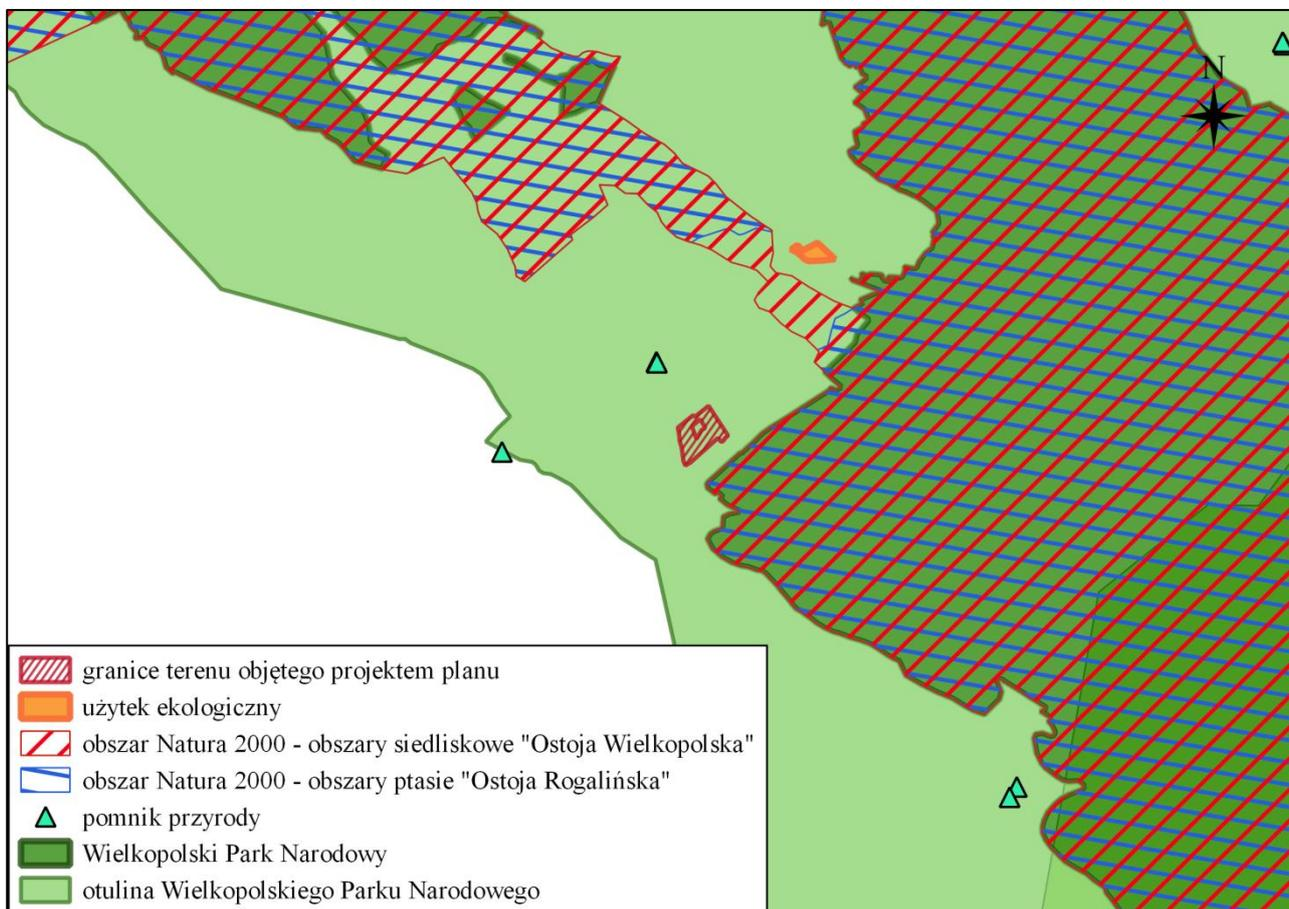 N
granice terenu objętego projektem planu
użytek ekologiczny
obszar Natura 2000 - obszary siedliskowe "Ostoja Wielkopolska"
obszar Natura 2000 - obszary ptasie "Ostoja Rogalińska"
pomnik przyrody
Wielkopolski Park Narodowy
otulina Wielkopolskiego Parku Narodowego